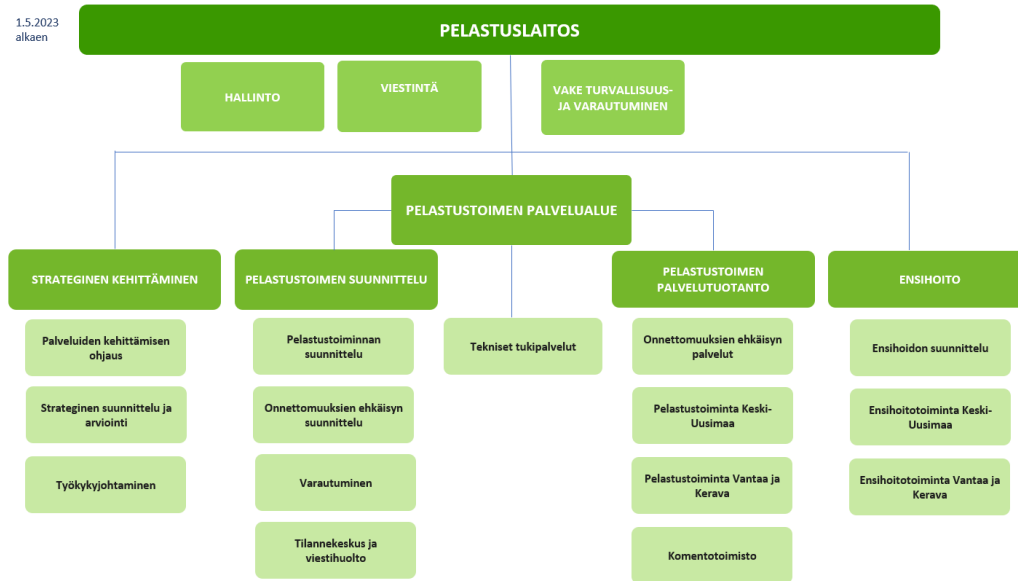 1.5.2023
alkaen
PELASTUSLAITOS
HALLINTO
VIESTINTÄ
VAKE TURVALLISUUS-
JA VARAUTUMINEN
PELASTUSTOIMEN PALVELUALUE
STRATEGINEN KEHITTÄMINEN
Palveluiden kehittämisen
ohjaus
Strateginen suunnittelu ja
arviointi
Työkykyjohtaminen
PELASTUSTOIMEN SUUNNITTELU
Pelastustoiminnan
suunnittelu
Onnettomuuksien ehkäisyn
suunnittelu
Varautuminen
Tilannekeskus ja
viestihuolto
Tekniset tukipalvelut
PELASTUSTOIMEN
PALVELUTUOTANTO
Onnettomuuksien ehkäisyn
palvelut
Pelastustoiminta Keski-
Uusimaa
Pelastustoiminta Vantaa ja
Kerava
Komentotoimisto
ENSIHOITO
Ensihoidon suunnittelu
Ensihoitotoiminta Keski-
Uusimaa
Ensihoitotoiminta Vantaa ja
Kerava